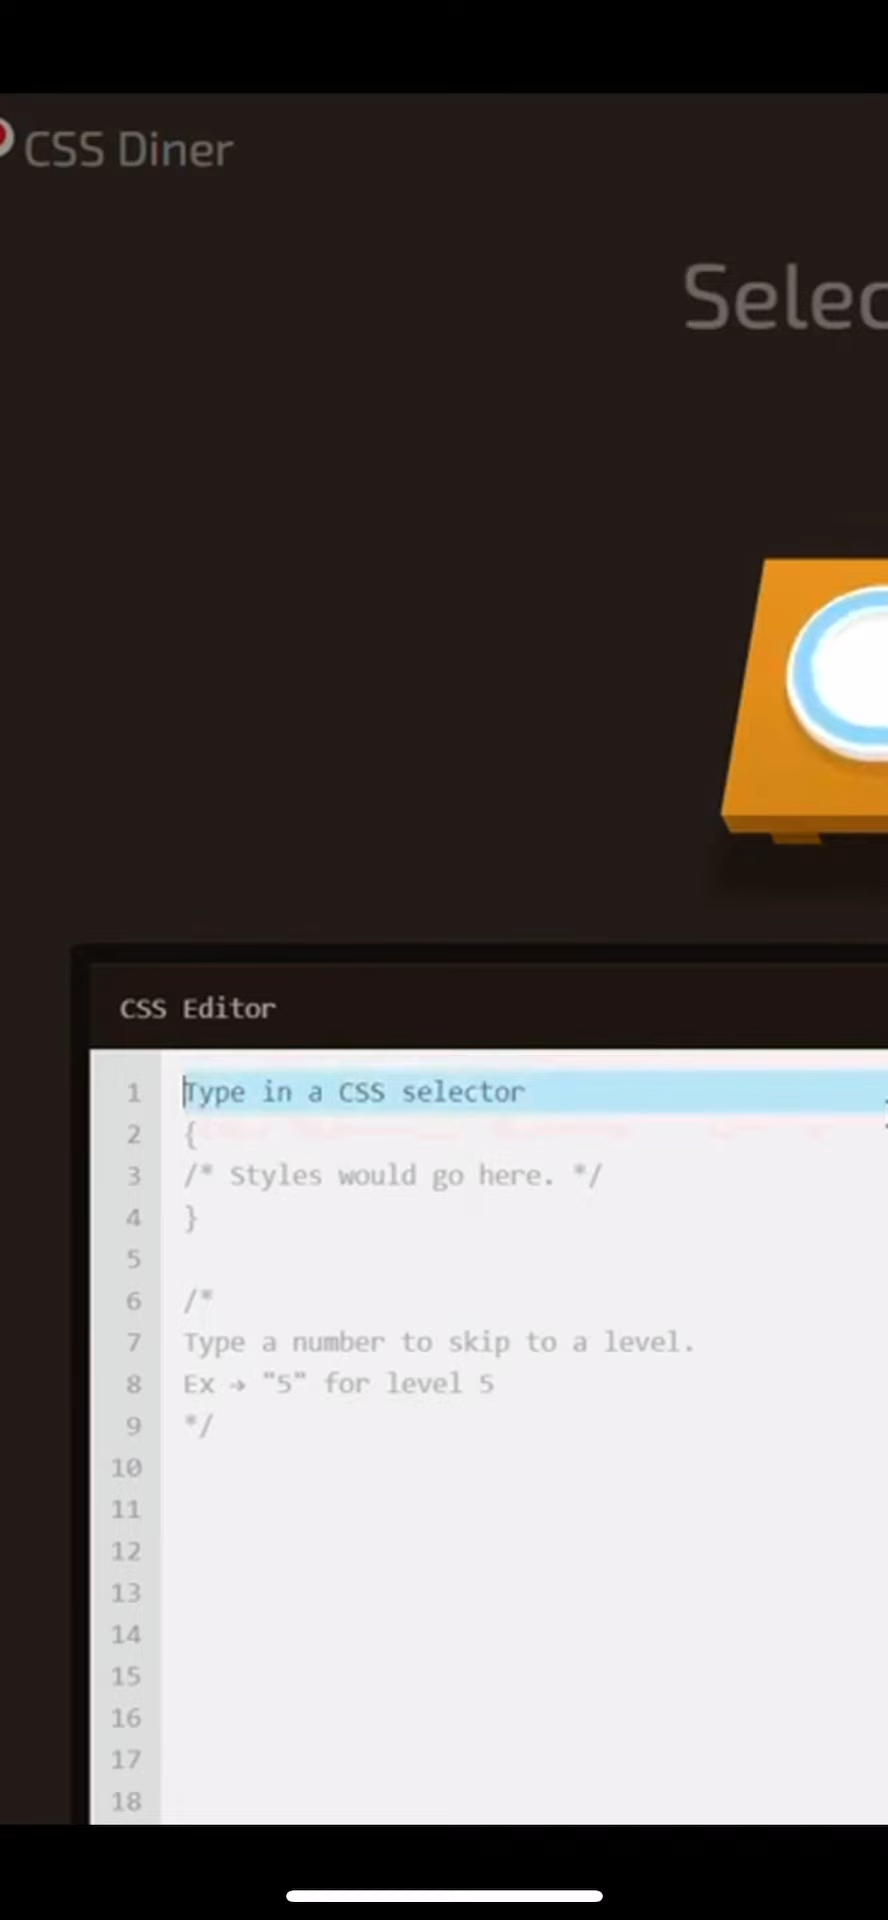 CSS Diner
Selec
CSS Editor
1 Type in a CSS selector
2 {
3 /* Styles would go here. */
4 }
5
6 /*
7 Type a number to skip to a level.
8 Ex → "5" for level 5
9 */
10
11
12
13
14
15
16
17
18